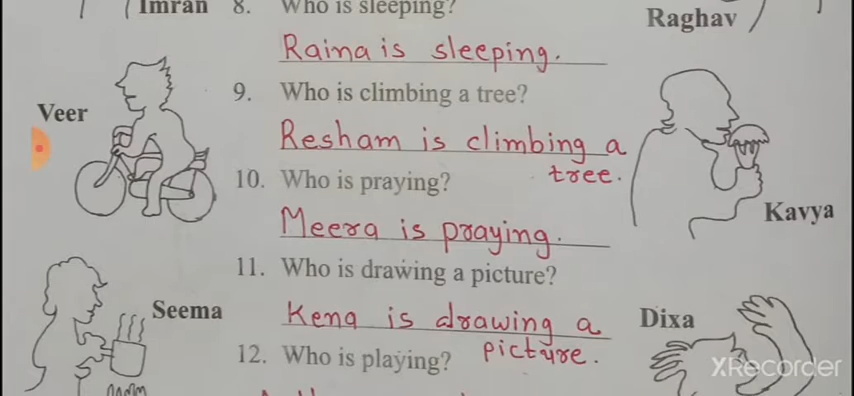 Imran
8. Who is sleeping?
Raghav
Raina is sleeping.
9. Who is climbing a tree?
Veer
Resham is climbing a
tree.
10. Who is praying?
Kavya
Meera is praying.
11. Who is drawing a picture?
Seema
Kena is drawing a
picture.
Dixa
12. Who is playing?
XRecorder